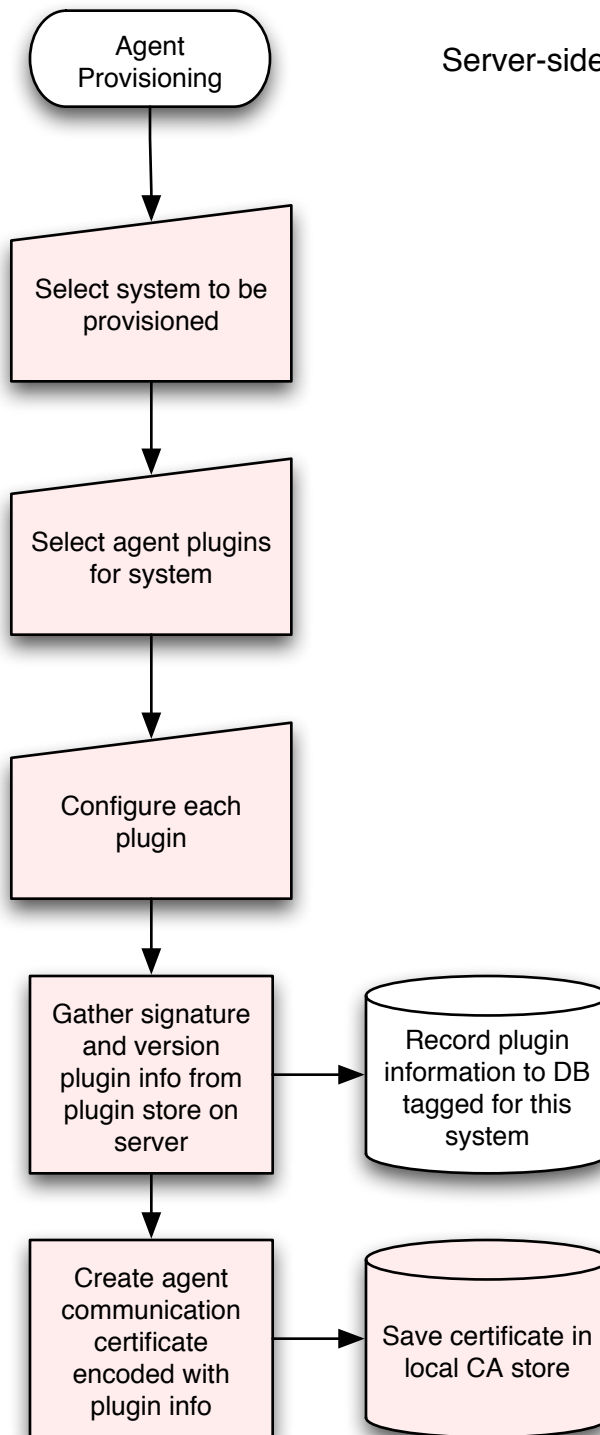 Agent
Provisioning
Server-side
Select system to be
provisioned
Select agent plugins
for system
Configure each
plugin
Gather signature
and version
plugin info from
plugin store on
server
Record plugin
information to DB
tagged for this
system
Create agent
communication
certificate
encoded with
plugin info
Save certificate in
local CA store